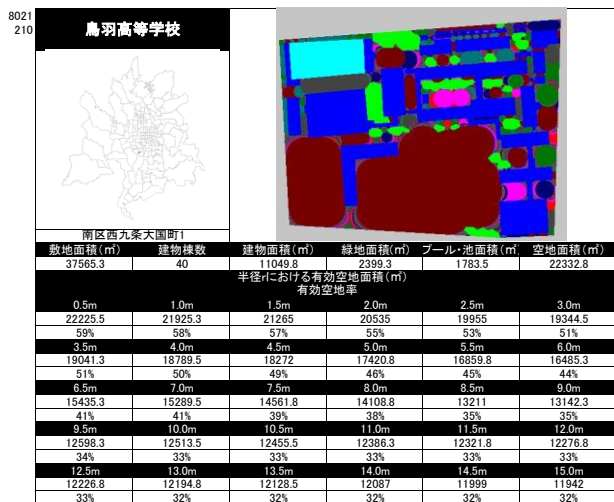 8021
210
鳥羽高等学校
南区西九条大国町1
敷地面積(㎡) 建物棟数 建物面積(㎡) 緑地面積(㎡) プール・池面積(㎡) 空地面積(㎡)
37565.3 40 11049.8 2399.3 1783.5 22332.8
半径rにおける有効空地面積(㎡)
有効空地率
0.5m 1.0m 1.5m 2.0m 2.5m 3.0m
22225.5 21925.3 21265 20535 19955 19344.5
59% 58% 57% 55% 53% 51%
3.5m 4.0m 4.5m 5.0m 5.5m 6.0m
19041.3 18789.5 18272 17420.8 16859.8 16485.3
51% 50% 49% 46% 45% 44%
6.5m 7.0m 7.5m 8.0m 8.5m 9.0m
15435.3 15289.5 14561.8 14108.8 13211 13142.3
41% 41% 39% 38% 35% 35%
9.5m 10.0m 10.5m 11.0m 11.5m 12.0m
12598.3 12513.5 12455.5 12386.3 12321.8 12276.8
34% 33% 33% 33% 33% 33%
12.5m 13.0m 13.5m 14.0m 14.5m 15.0m
12226.8 12194.8 12128.5 12087 11999 11942
33% 32% 32% 32% 32% 32%